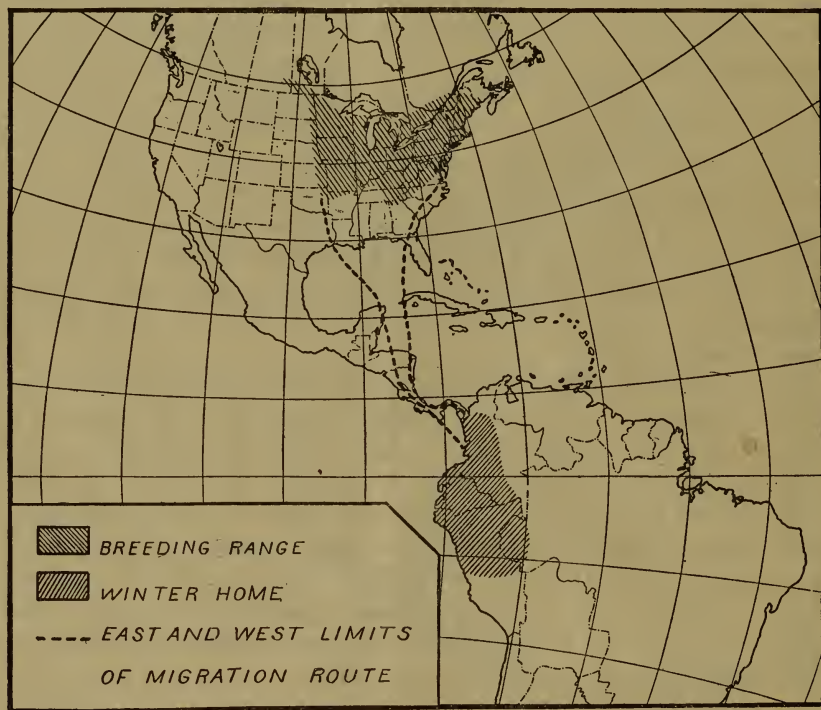 BREEDING RANGE
WINTER HOME
EAST AND WEST LIMITS
OF MIGRATION ROUTE